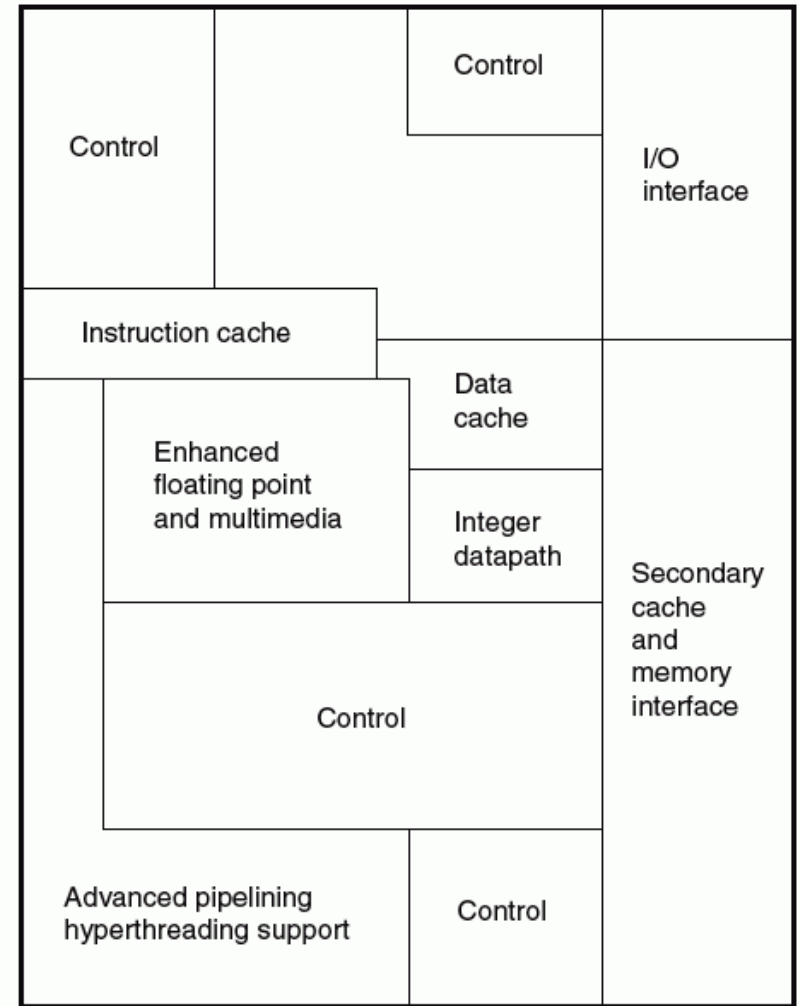 Control
Control
I/O
interface
Instruction cache
Data
cache
Enhanced
floating point
and multimedia
Integer
datapath
Secondary
cache
and
memory
interface
Control
Advanced pipelining
hyperthreading support
Control